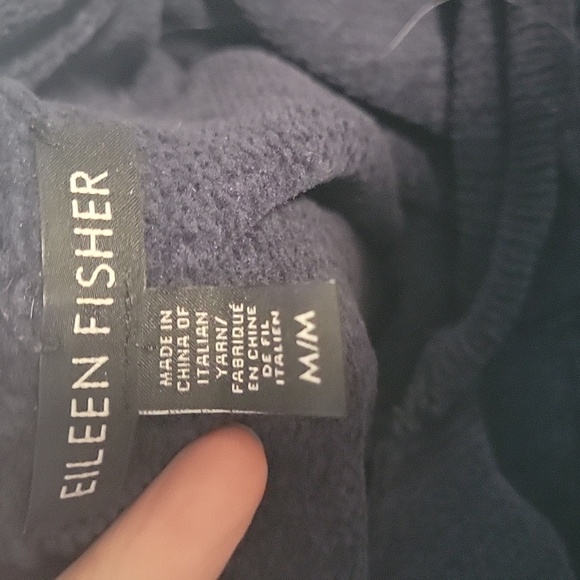 EILEEN FISHER
MADE IN
CHINA OF
ITALIAN
YARN/
FABRIQUÉ
EN CHINE
DE FIL
ITALIEN
M/M